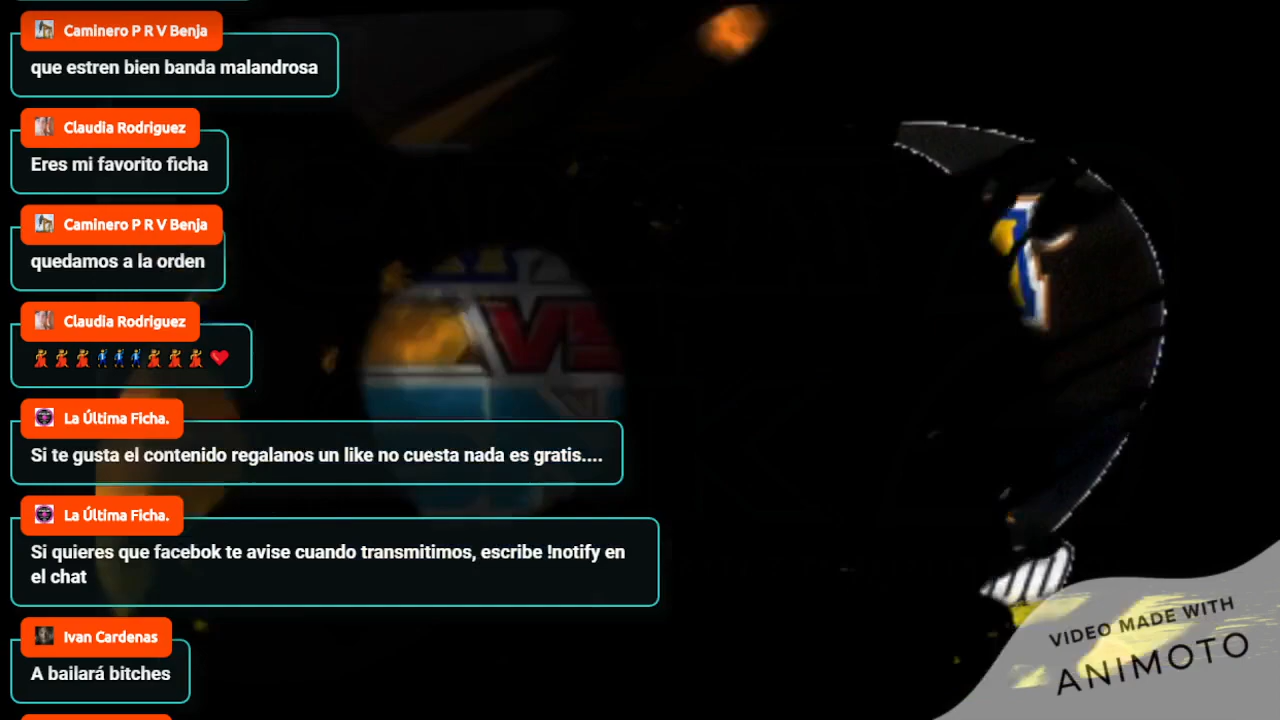 Caminero P R V Benja
que estren bien banda malandrosa
Claudia Rodriguez
Eres mi favorito ficha
Caminero P R V Benja
quedamos a la orden
Claudia Rodriguez
💃💃💃🕺🕺🕺💃💃💃❤️
La Última Ficha.
Si te gusta el contenido regalanos un like no cuesta nada es gratis....
La Última Ficha.
Si quieres que facebok te avise cuando transmitimos, escribe !notify en
el chat
Ivan Cardenas
A bailará bitches
VIDEO MADE WITH
ANIMOTO